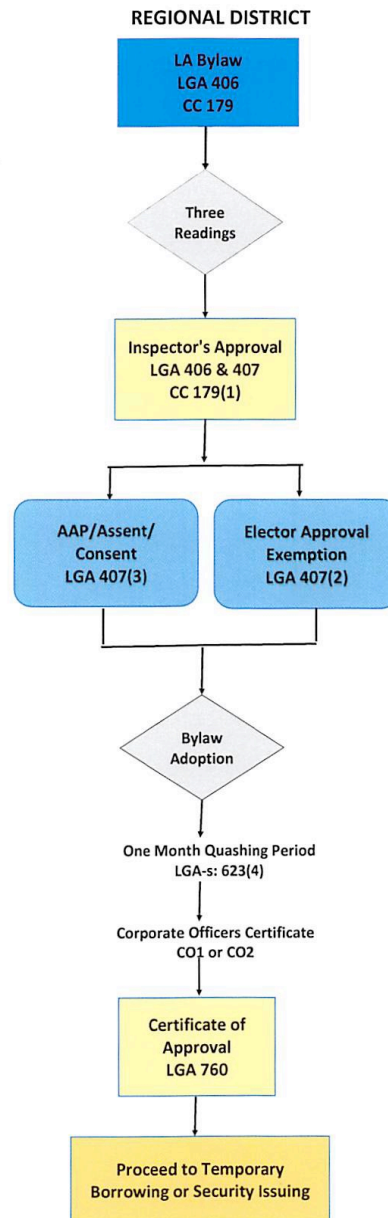 REGIONAL DISTRICT
LA Bylaw
LGA 406
CC 179
Three
Readings
Inspector's Approval
LGA 406 & 407
CC 179(1)
AAP/Assent/
Consent
LGA 407(3)
Elector Approval
Exemption
LGA 407(2)
Bylaw
Adoption
One Month Quashing Period
LGA-s: 623(4)
Corporate Officers Certificate
CO1 or CO2
Certificate of
Approval
LGA 760
Proceed to Temporary
Borrowing or Security Issuing